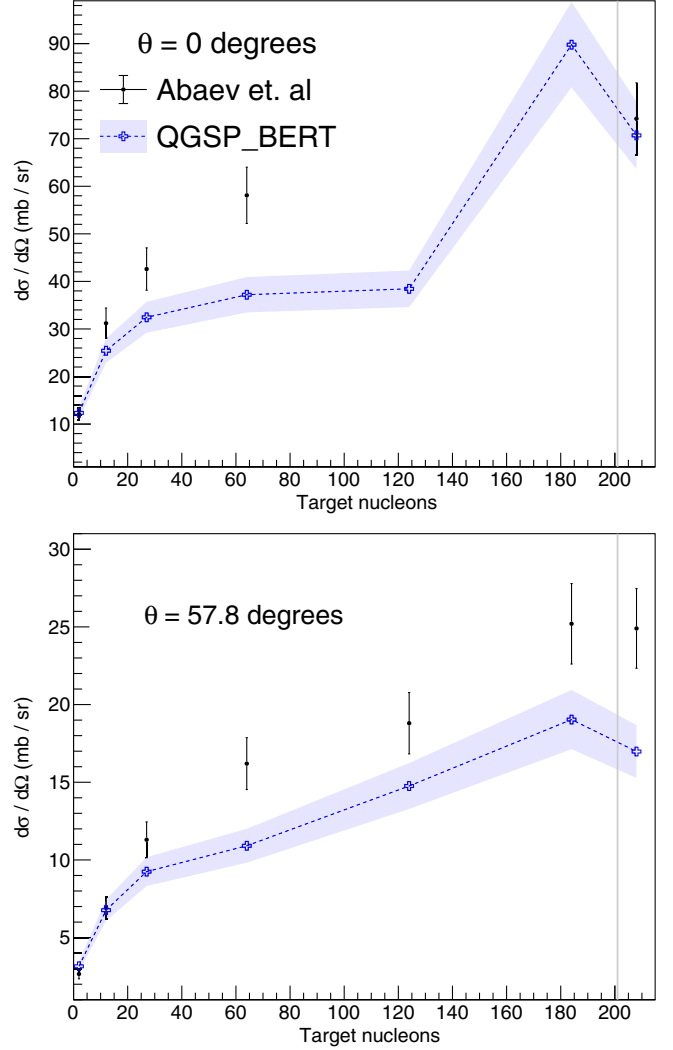 90
80
70
60
50
40
30
20
10
dσ / dΩ (mb / sr)
θ = 0 degrees
Abaev et. al
QGSP_BERT
0 20 40 60 80 100 120 140 160 180 200
Target nucleons
30
25
20
15
10
5
dσ / dΩ (mb / sr)
θ = 57.8 degrees
0 20 40 60 80 100 120 140 160 180 200
Target nucleons